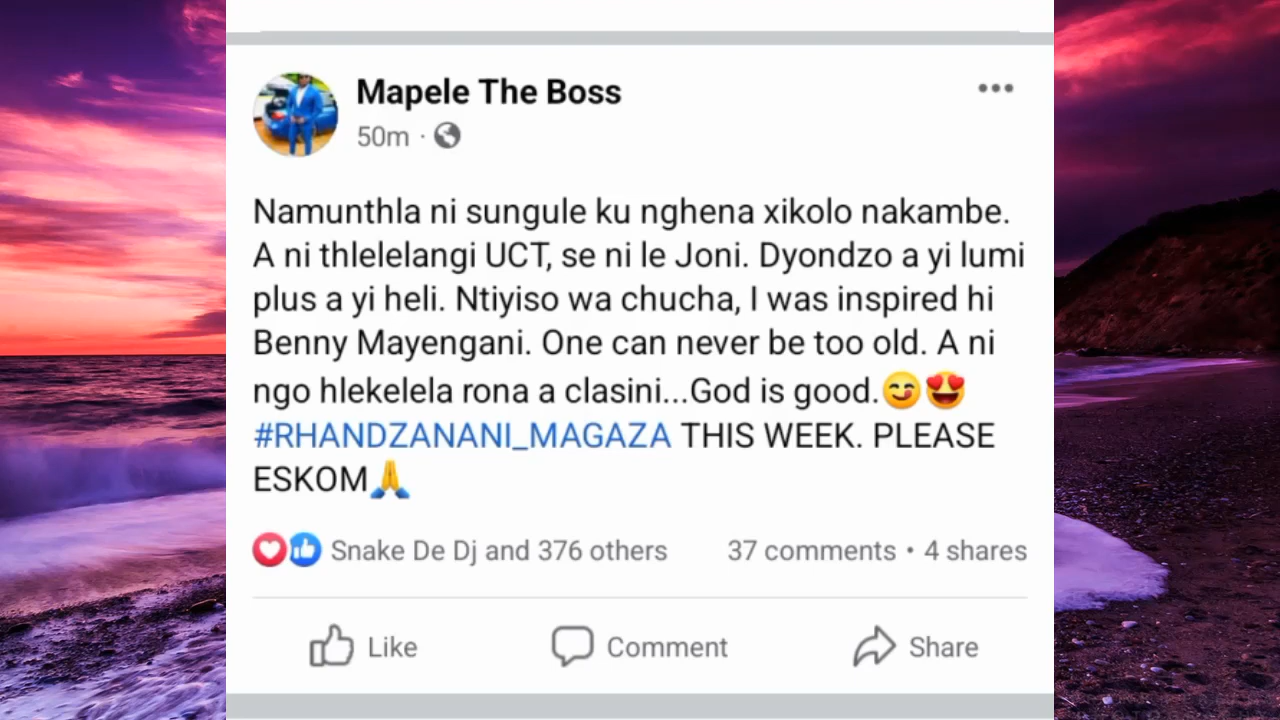 Mapele The Boss
50m ·
Namunthla ni sungule ku nghena xikolo nakambe.
A ni thlelelangi UCT, se ni le Joni. Dyondzo a yi lumi
plus a yi heli. Ntiyiso wa chucha, I was inspired hi
Benny Mayengani. One can never be too old. A ni
ngo hlekelela rona a clasini...God is good.😋😍
#RHANDZANANI_MAGAZA THIS WEEK. PLEASE
ESKOM🙏
Snake De Dj and 376 others 37 comments • 4 shares
Like Comment Share